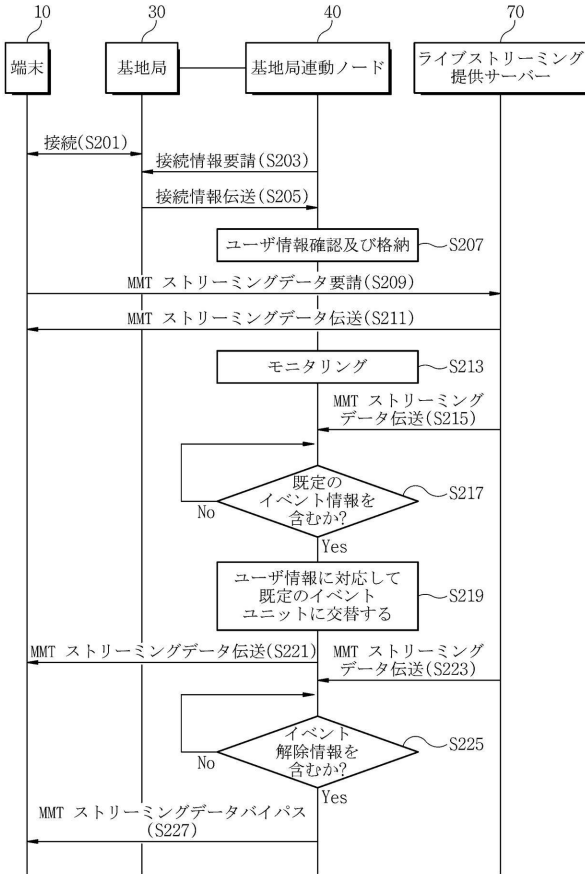 10
30
40
70
端末
基地局
基地局連動ノード
ライブストリーミング
提供サーバー
接続(S201)
接続情報要請(S203)
接続情報伝送(S205)
ユーザ情報確認及び格納
S207
MMT ストリーミングデータ要請(S209)
MMT ストリーミングデータ伝送(S211)
モニタリング
S213
MMT ストリーミング
データ伝送(S215)
既定の
イベント情報を
含むか?
S217
No
Yes
ユーザ情報に対応して
既定のイベント
ユニットに交替する
S219
MMT ストリーミングデータ伝送(S221)
MMT ストリーミング
データ伝送(S223)
イベント
解除情報を
含むか?
S225
No
Yes
MMT ストリーミングデータバイパス
(S227)